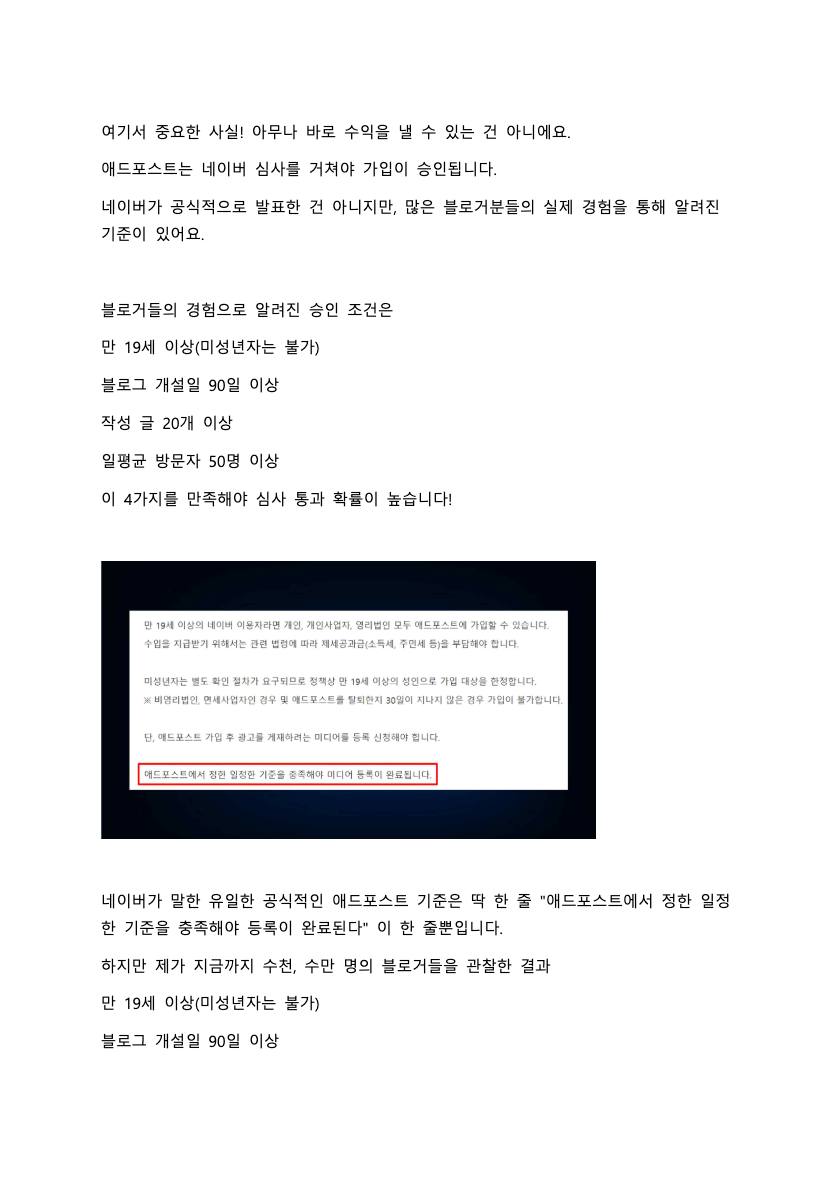 여기서 중요한 사실! 아무나 바로 수익을 낼 수 있는 건 아니에요.
애드포스트는 네이버 심사를 거쳐야 가입이 승인됩니다.
네이버가 공식적으로 발표한 건 아니지만, 많은 블로거분들의 실제 경험을 통해 알려진
기준이 있어요.
블로거들의 경험으로 알려진 승인 조건은
만 19세 이상(미성년자는 불가)
블로그 개설일 90일 이상
작성 글 20개 이상
일평균 방문자 50명 이상
이 4가지를 만족해야 심사 통과 확률이 높습니다!
만 19세 이상의 네이버 이용자라면 개인, 개인사업자, 영리법인 모두 애드포스트에 가입할 수 있습니다.
수입을 지급받기 위해서는 관련 법령에 따라 제세공과금(소득세, 주민세 등)을 부담해야 합니다.
미성년자는 별도 확인 절차가 요구되므로 정책상 만 19세 이상의 성인으로 가입 대상을 한정합니다.
※ 비영리법인, 면세사업자인 경우 및 애드포스트를 탈퇴한지 30일이 지나지 않은 경우 가입이 불가합니다.
단, 애드포스트 가입 후 광고를 게재하려는 미디어를 등록 신청해야 합니다.
애드포스트에서 정한 일정한 기준을 충족해야 미디어 등록이 완료됩니다.
네이버가 말한 유일한 공식적인 애드포스트 기준은 딱 한 줄 "애드포스트에서 정한 일정
한 기준을 충족해야 등록이 완료된다" 이 한 줄뿐입니다.
하지만 제가 지금까지 수천, 수만 명의 블로거들을 관찰한 결과
만 19세 이상(미성년자는 불가)
블로그 개설일 90일 이상